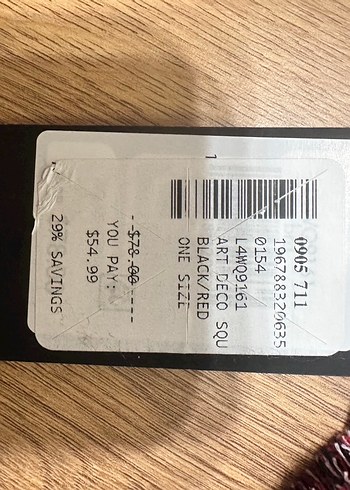 0905 711
196788320635
0154
1
L4WQ9161
ART DECO SQU
BLACK/RED
ONE SIZE
--$78.00----
YOU PAY:
$54.99
29% SAVINGS